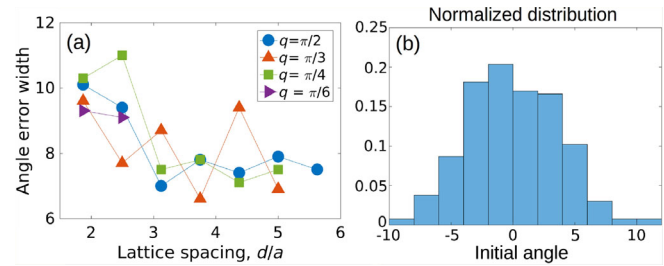 (a)
q=π/2
q= π/3
q= π/4
q = π/6
12
10
8
6
Angle error width
2 3 4 5 6
Lattice spacing, d/a
Normalized distribution
(b)
0.25
0.2
0.15
0.1
0.05
0
-10 -5 0 5 10
Initial angle